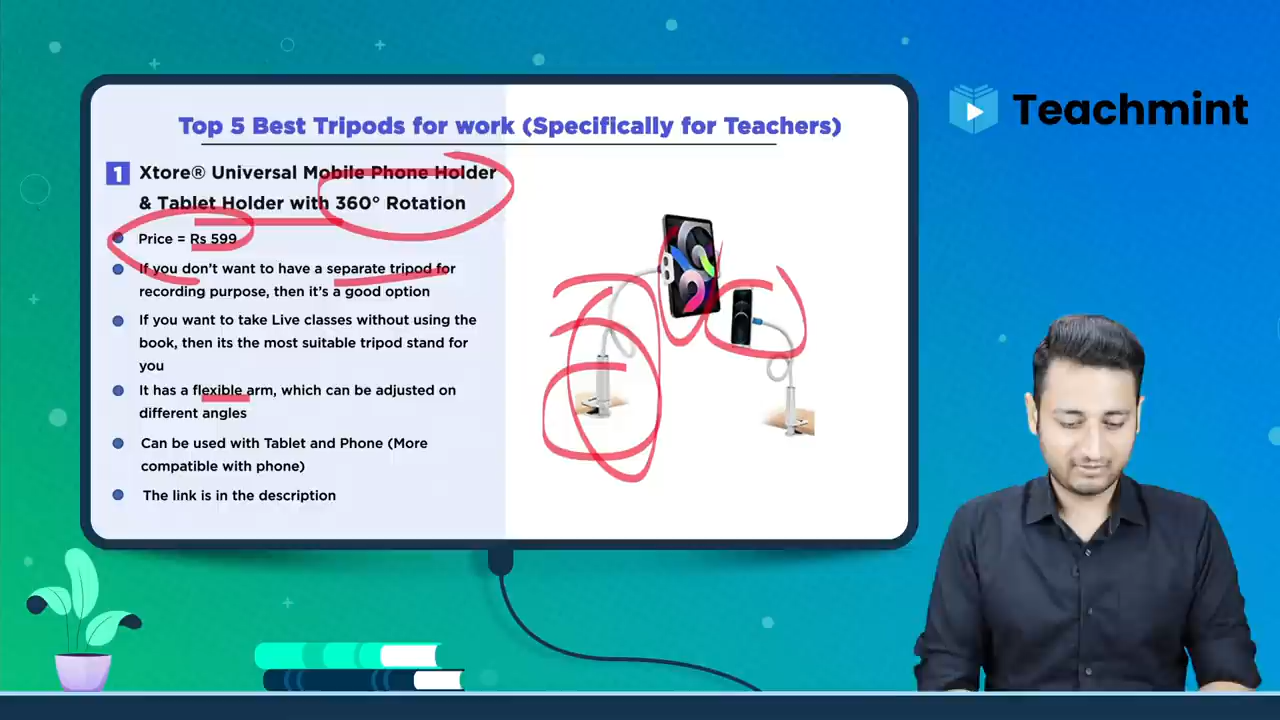 Teachmint
Top 5 Best Tripods for work (Specifically for Teachers)
1 Xtore® Universal Mobile Phone Holder
& Tablet Holder with 360° Rotation
Price = Rs 599
If you don't want to have a separate tripod for
recording purpose, then it's a good option
If you want to take Live classes without using the
book, then its the most suitable tripod stand for
you
It has a flexible arm, which can be adjusted on
different angles
Can be used with Tablet and Phone (More
compatible with phone)
The link is in the description